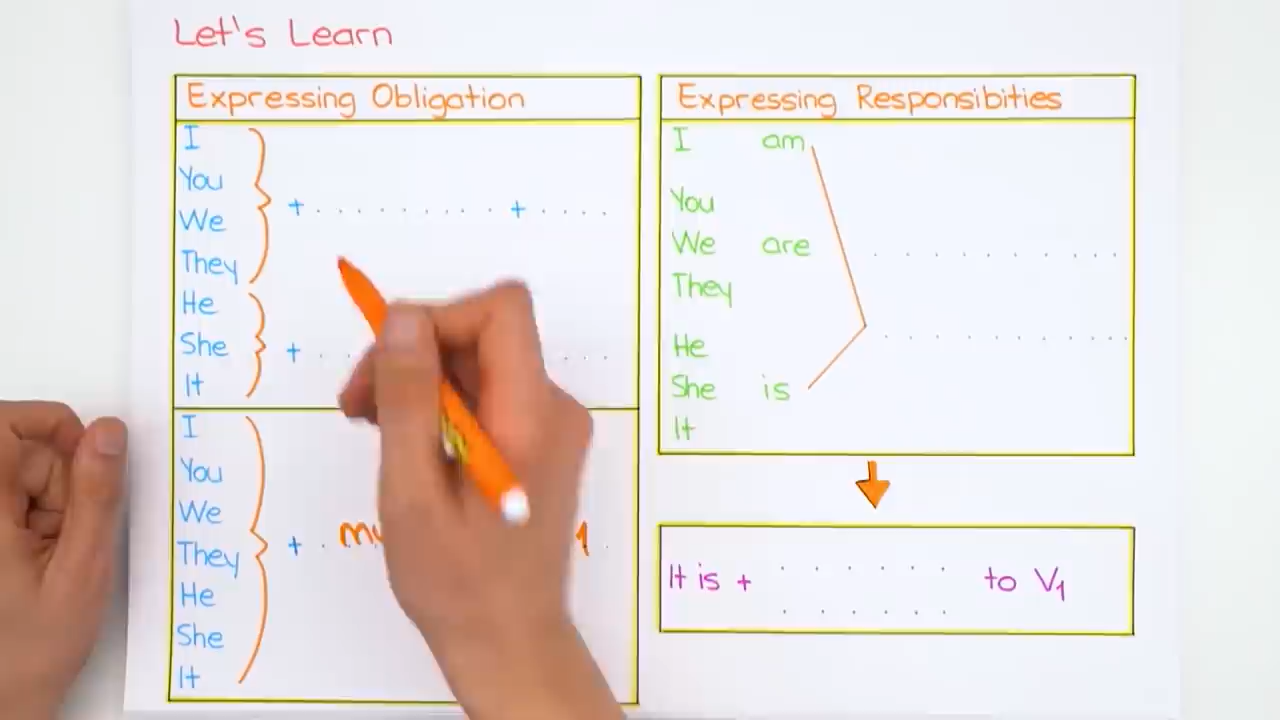 Let's Learn
Expressing Obligation
I
You
We
They
+ .......... + ....
He
She
It
+
I
You
We
They
He
She
It
+
Expressing Responsibities
I am
You
We are
They
He
She is
It
It is + ...... to V1